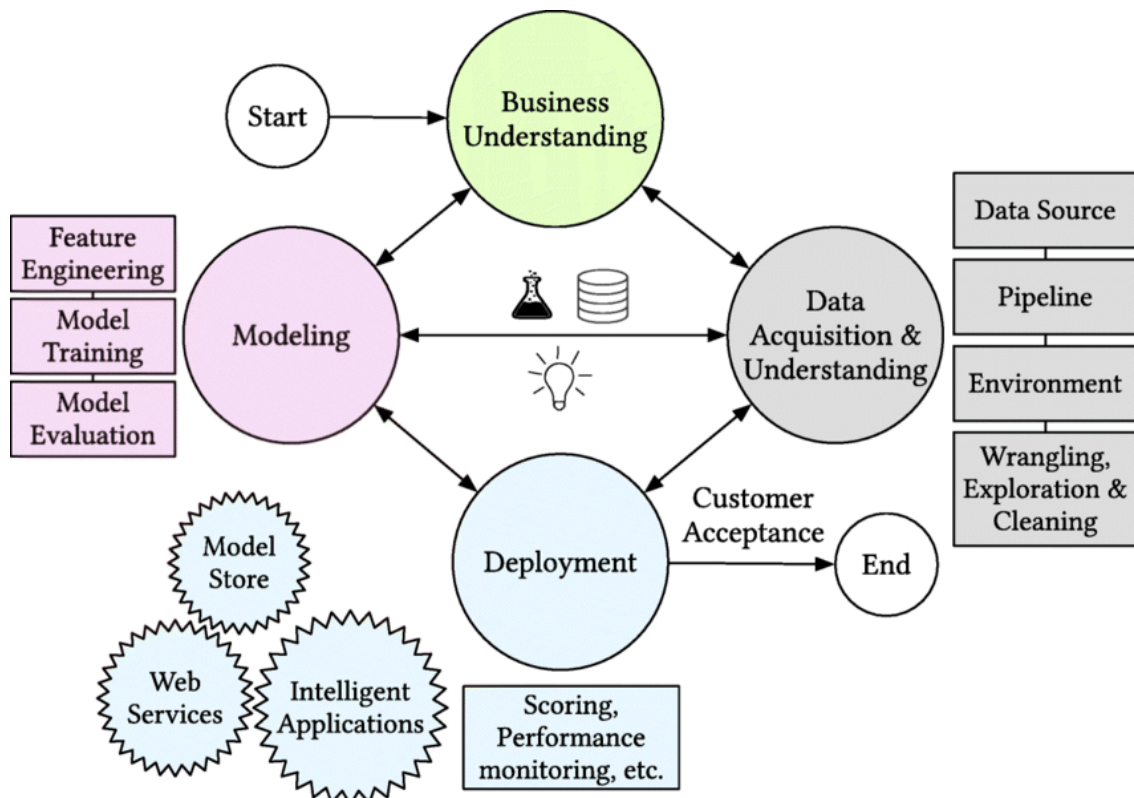 Start
Business
Understanding
Feature
Engineering
Model
Training
Model
Evaluation
Modeling
Data
Acquisition &
Understanding
Data Source
Pipeline
Environment
Wrangling,
Exploration &
Cleaning
Deployment
Customer
Acceptance
End
Model
Store
Web
Services
Intelligent
Applications
Scoring,
Performance
monitoring, etc.